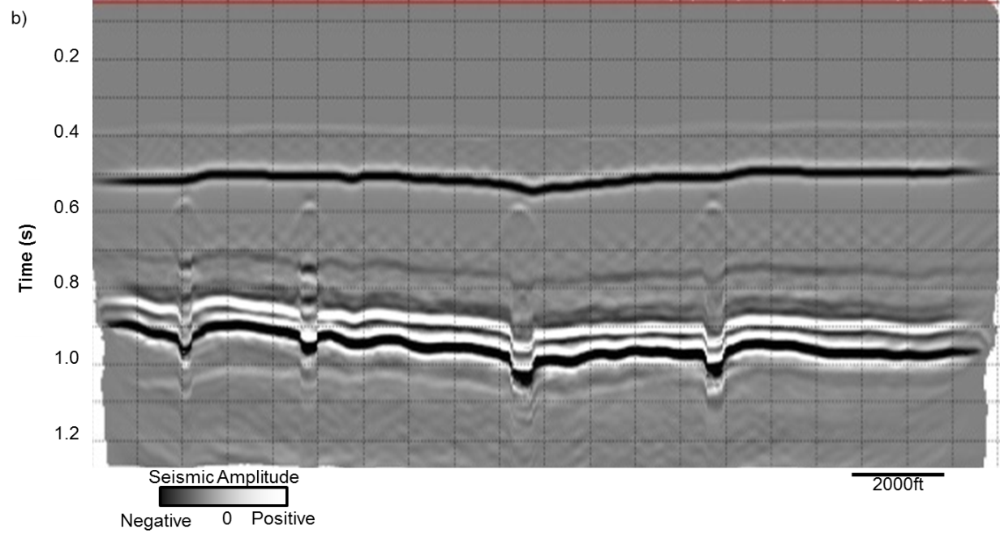 b)
0.2
0.4
0.6
0.8
1.0
1.2
Time (s)
Seismic Amplitude
Negative 0 Positive
2000ft